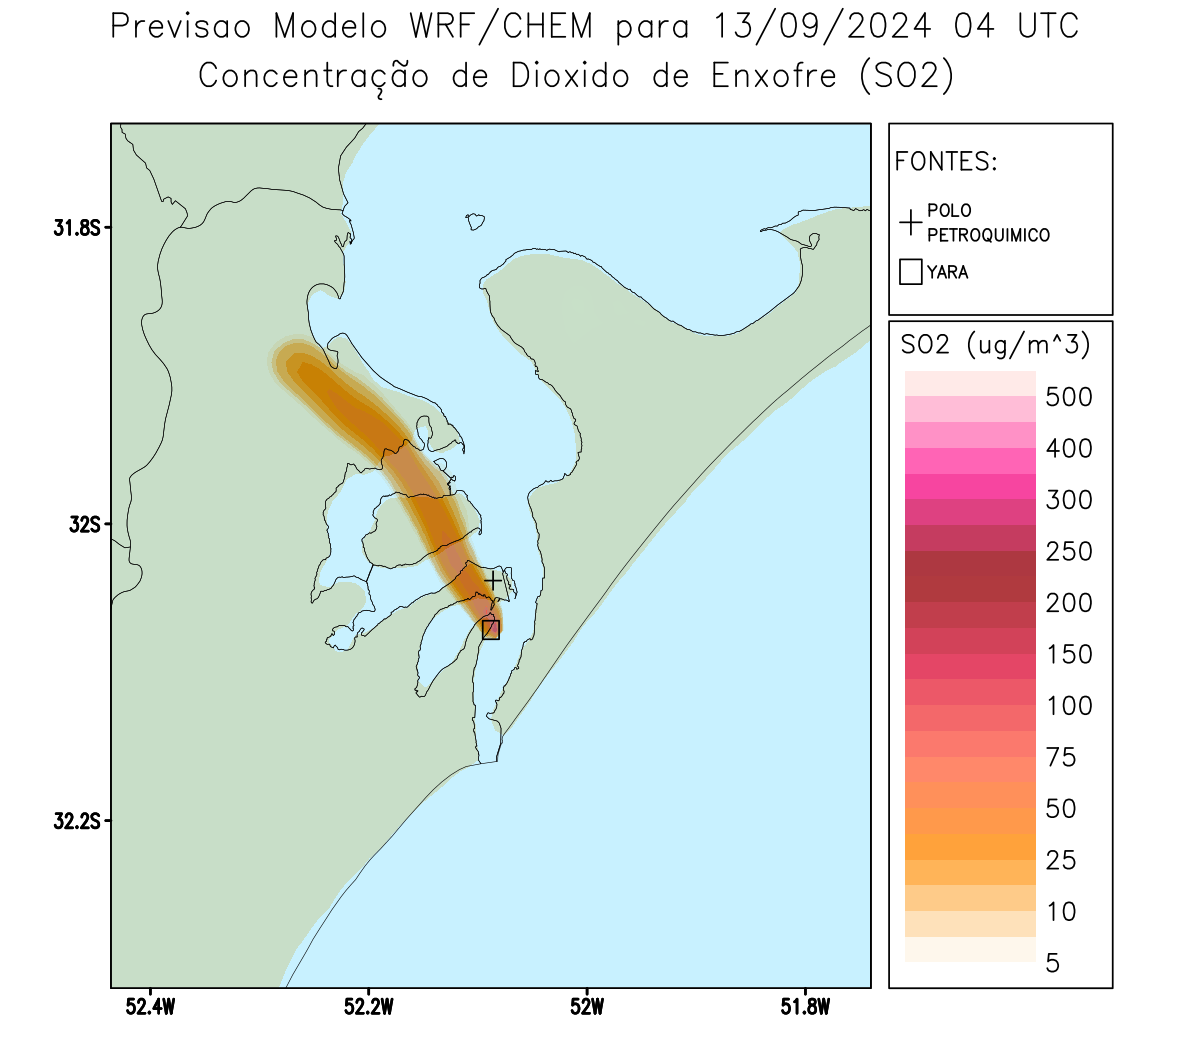 Previsao Modelo WRF/CHEM para 13/09/2024 04 UTC
Concentração de Dioxido de Enxofre (SO2)
FONTES:
POLO
PETROQUIMICO
YARA
31.8S
32S
32.2S
52.4W
52.2W
52W
51.8W
SO2 (ug/m^3)
500
400
300
250
200
150
100
75
50
25
10
5